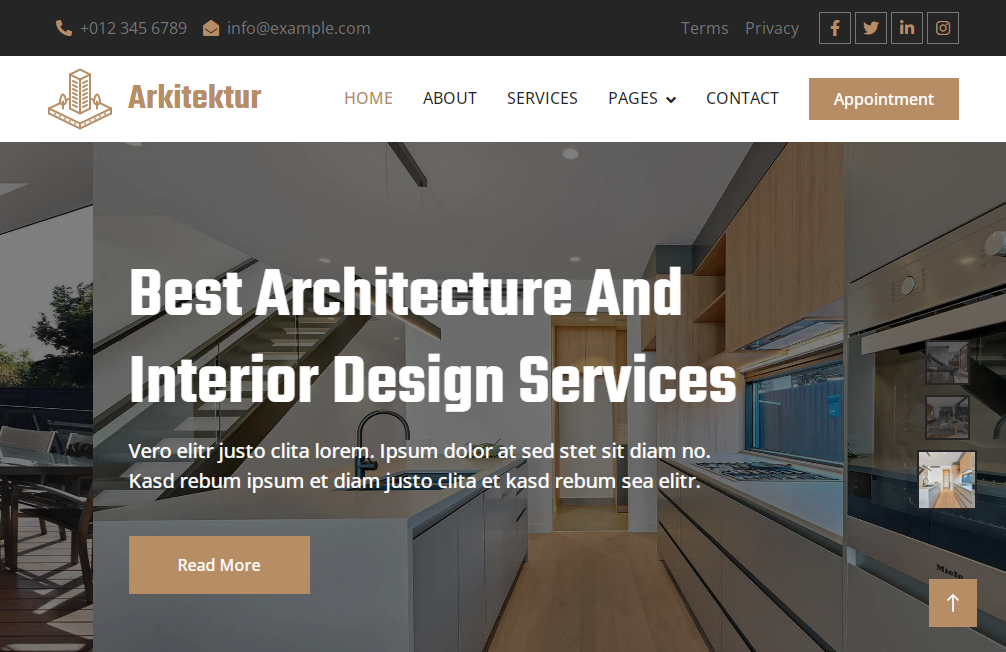 +012 345 6789 info@example.com Terms Privacy
Arkitektur HOME ABOUT SERVICES PAGES CONTACT Appointment
Best Architecture And
Interior Design Services
Vero elitr justo clita lorem. Ipsum dolor at sed stet sit diam no.
Kasd rebum ipsum et diam justo clita et kasd rebum sea elitr.
Read More
Miele